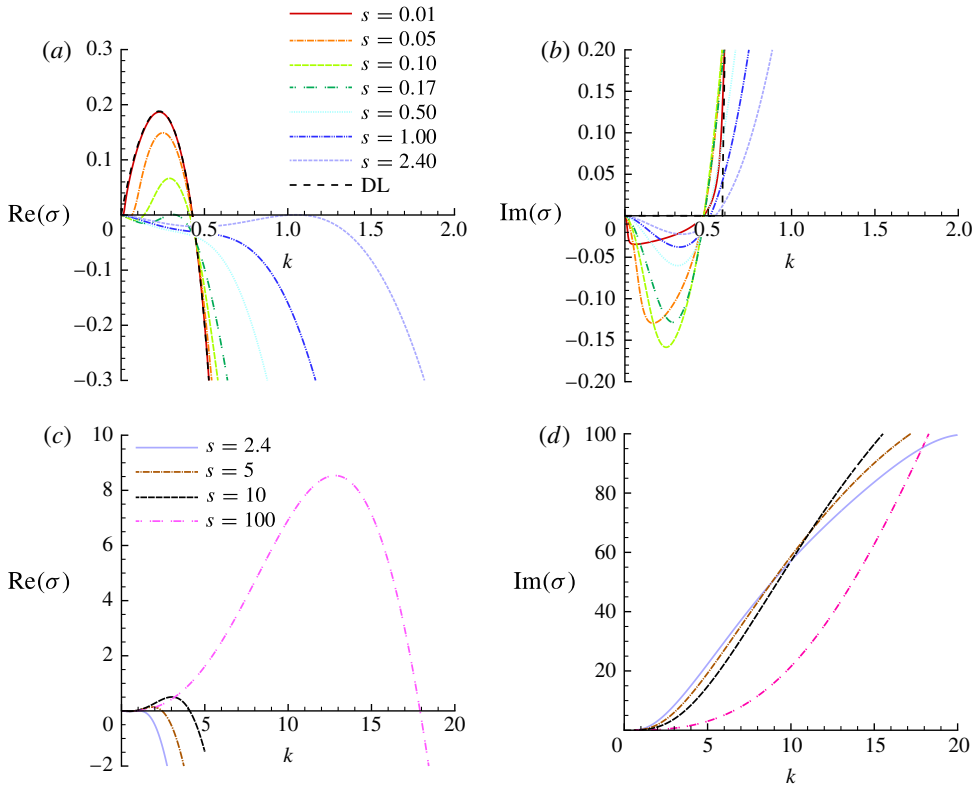 s = 0.01
(a) 0.3 s = 0.05 (b) 0.20
s = 0.10
s = 0.17 0.15
0.2 s = 0.50
s = 1.00 0.10
0.1 s = 2.40
DL 0.05
Re(σ) Im(σ)
0 0.5 1.0 1.5 2.0 0 0.5 1.0 1.5 2.0
k k
−0.1 −0.05
−0.10
−0.2
−0.15
−0.3 −0.20
(c) 10 (d) 100
s = 2.4
8 s = 5
s = 10 80
6 s = 100
60
4
Re(σ) Im(σ)
2 40
0 5 10 15 20 20
k
−2 0 5 10 15 20
k